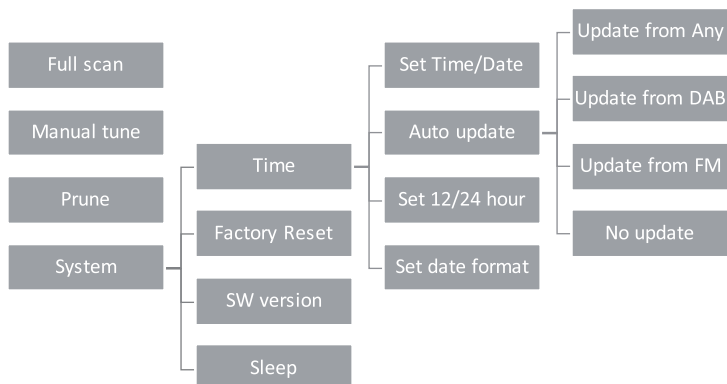 Full scan
Manual tune
Prune
System
Time
Factory Reset
SW version
Sleep
Set Time/Date
Auto update
Set 12/24 hour
Set date format
Update from Any
Update from DAB
Update from FM
No update